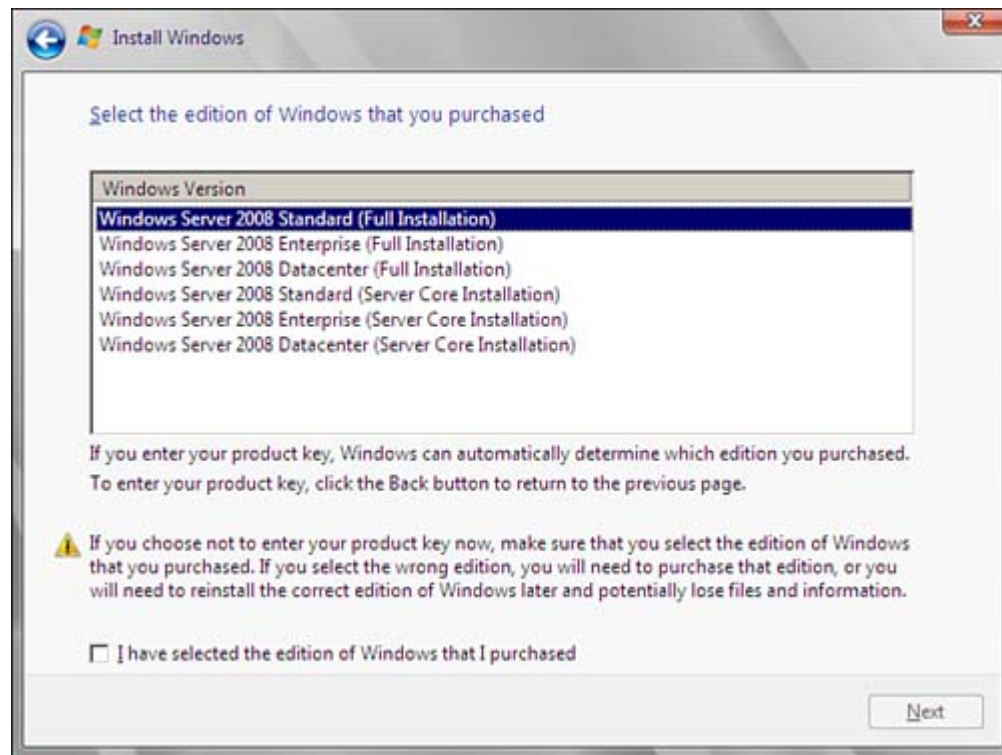 Install Windows
Select the edition of Windows that you purchased
Windows Version
Windows Server 2008 Standard (Full Installation)
Windows Server 2008 Enterprise (Full Installation)
Windows Server 2008 Datacenter (Full Installation)
Windows Server 2008 Standard (Server Core Installation)
Windows Server 2008 Enterprise (Server Core Installation)
Windows Server 2008 Datacenter (Server Core Installation)
If you enter your product key, Windows can automatically determine which edition you purchased.
To enter your product key, click the Back button to return to the previous page.
If you choose not to enter your product key now, make sure that you select the edition of Windows
that you purchased. If you select the wrong edition, you will need to purchase that edition, or you
will need to reinstall the correct edition of Windows later and potentially lose files and information.
I have selected the edition of Windows that I purchased
Next